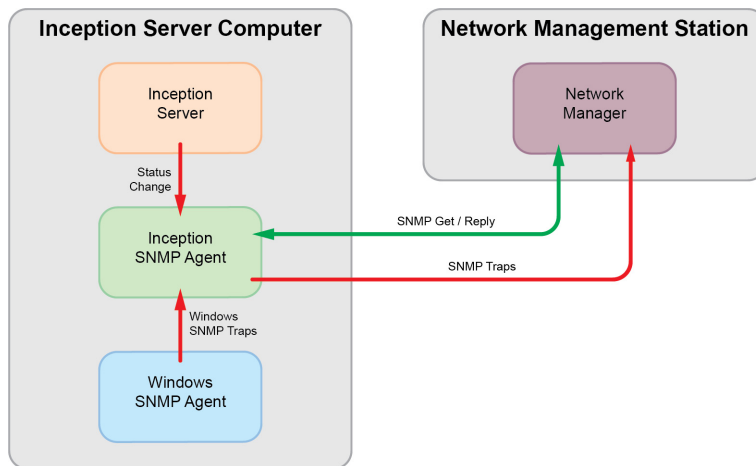 Inception Server Computer
Network Management Station
Inception
Server
Network
Manager
Status
Change
Inception
SNMP Agent
SNMP Get / Reply
SNMP Traps
Windows
SNMP Traps
Windows
SNMP Agent